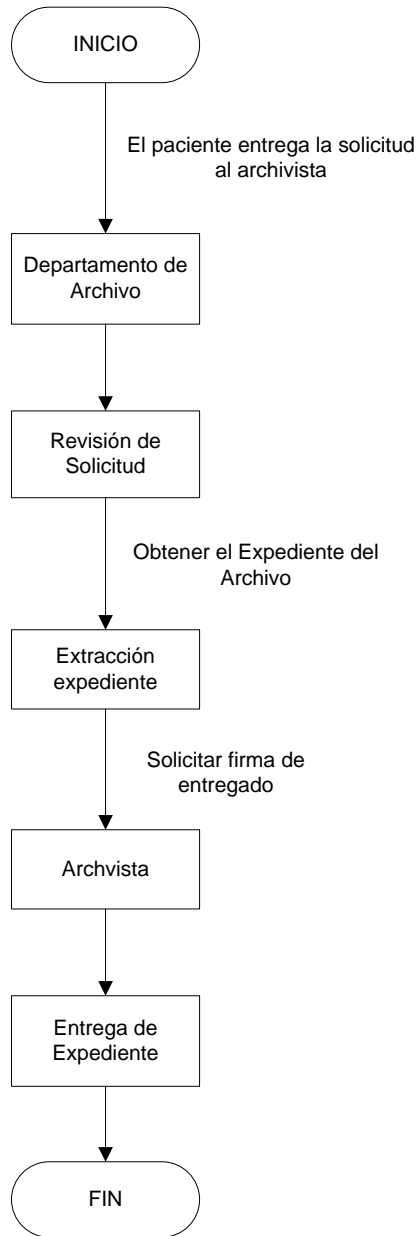 INICIO
El paciente entrega la solicitud
al archivista
Departamento de
Archivo
Revisión de
Solicitud
Obtener el Expediente del
Archivo
Extracción
expediente
Solicitar firma de
entregado
Archvista
Entrega de
Expediente
FIN